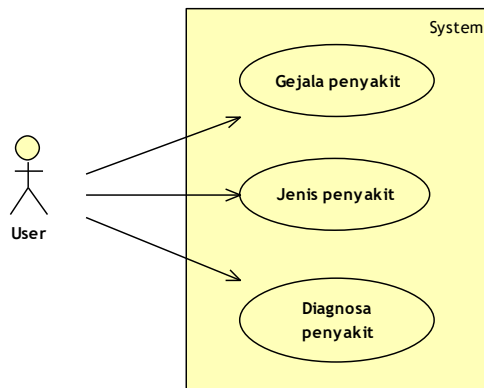 System
Gejala penyakit
Jenis penyakit
User
Diagnosa
penyakit